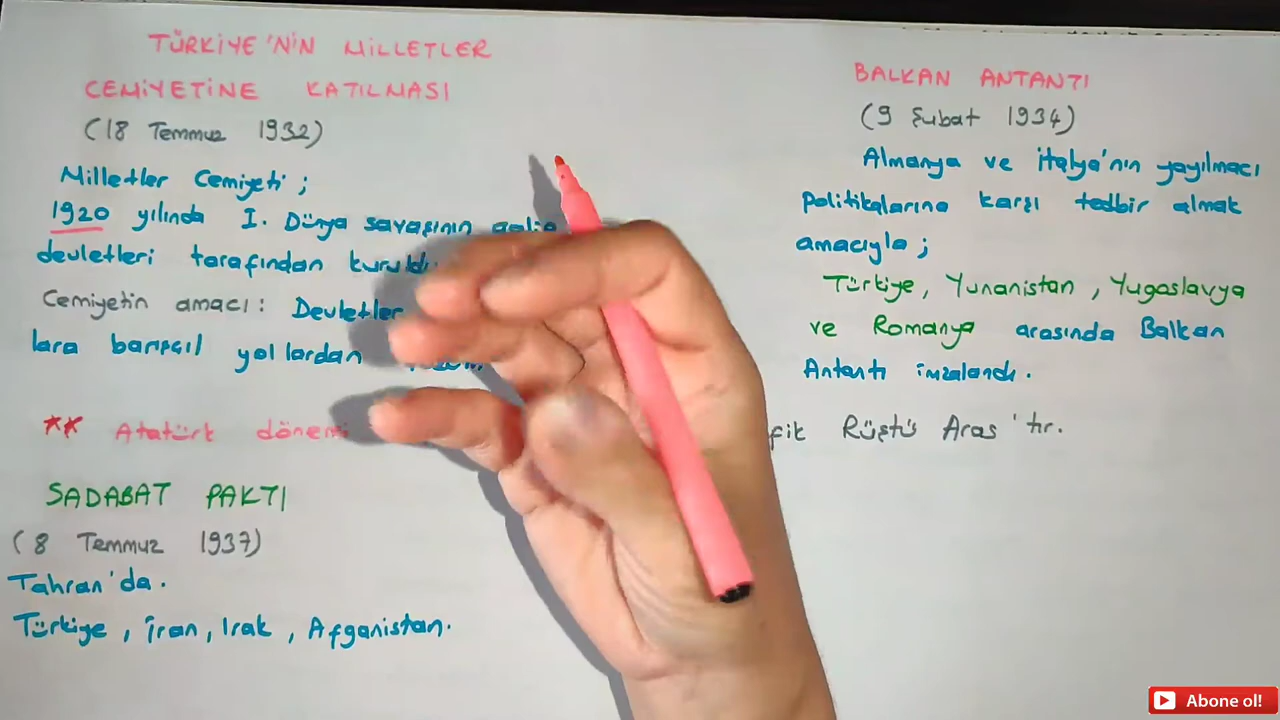 TÜRKİYE'NİN MİLLETLER
CEMİYETİNE KATILMASI
(18 Temmuz 1932)
Milletler Cemiyeti ;
1920 yılında I. Dünya savaşının galip
devletleri tarafından kuruldu
Cemiyetin amacı : Devletler
lara barışçıl yollardan
** Atatürk dönemi
fik Rüştü Aras'tır.
SADABAT PAKTI
(8 Temmuz 1937)
Tahran'da.
Türkiye, İran, Irak, Afganistan.
BALKAN ANTANTI
(9 Şubat 1934)
Almanya ve İtalya'nın yayılmacı
politikalarına karşı tedbir almak
amacıyla ;
Türkiye, Yunanistan, Yugoslavya
ve Romanya arasında Balkan
Antantı imzalandı.
Abone ol!